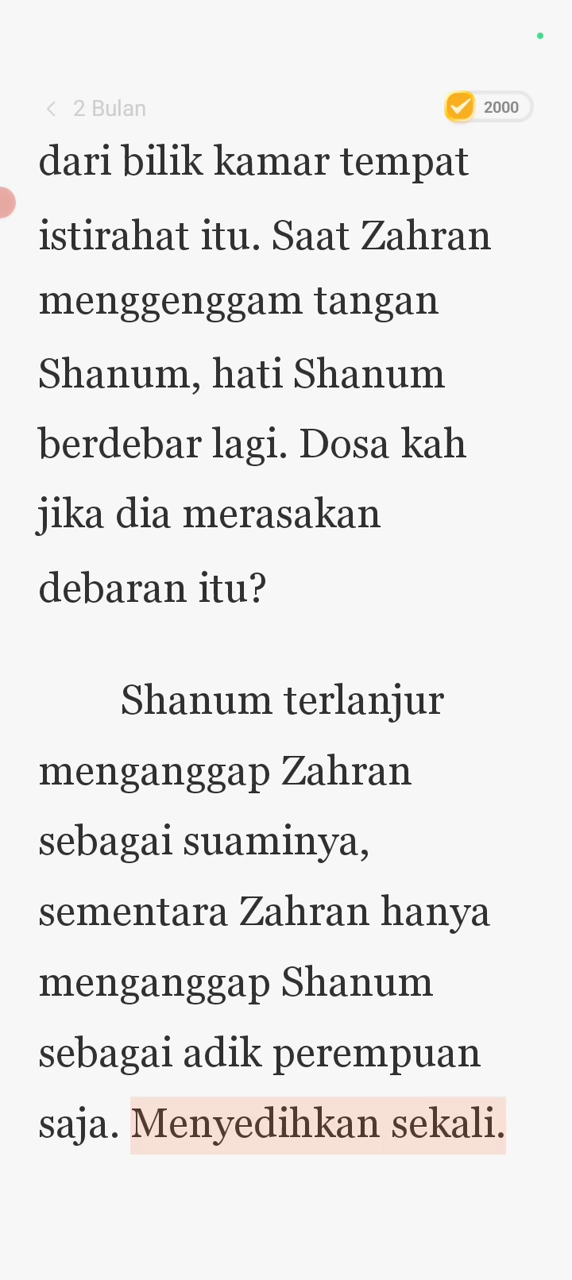 2 Bulan
2000
dari bilik kamar tempat
istirahat itu. Saat Zahran
menggenggam tangan
Shanum, hati Shanum
berdebar lagi. Dosa kah
jika dia merasakan
debaran itu?
Shanum terlanjur
menganggap Zahran
sebagai suaminya,
sementara Zahran hanya
menganggap Shanum
sebagai adik perempuan
saja. Menyedihkan sekali.